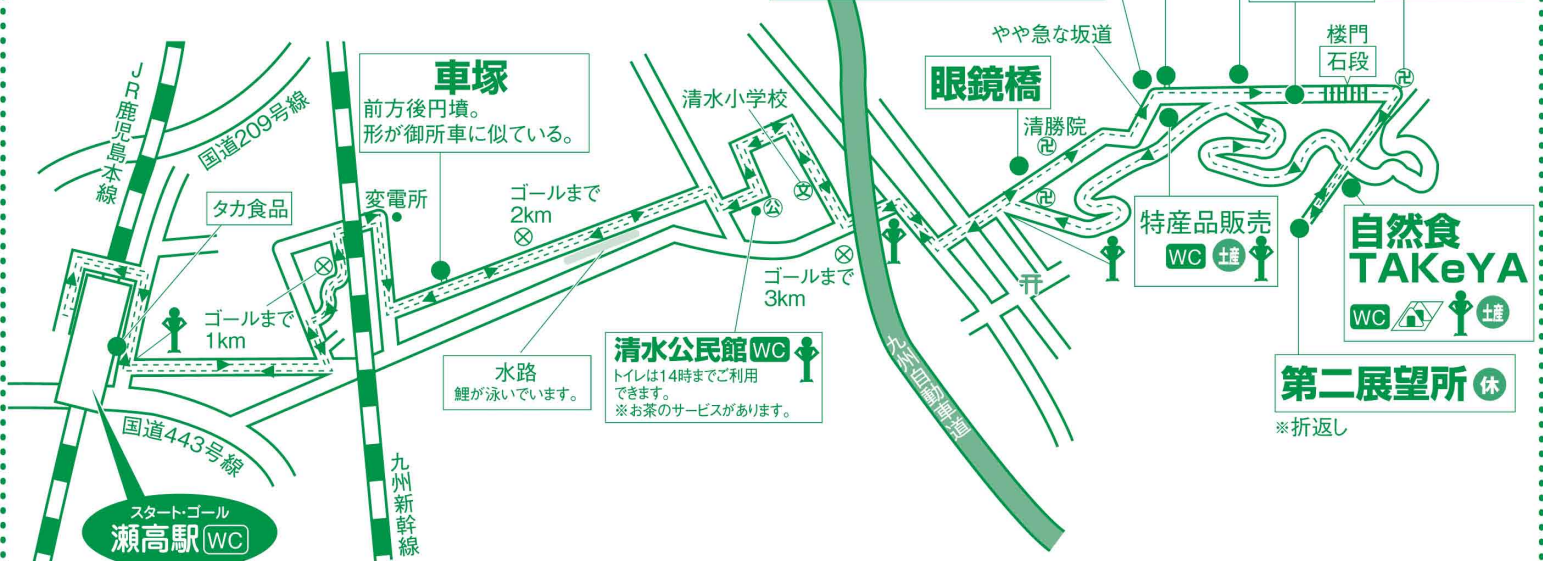 JR鹿児島本線
国道209号線
車塚
前方後円墳。
形が御所車に似ている。
タカ食品
変電所
ゴールまで
2km
清水小学校
文
公
やや急な坂道
楼門
石段
卍
眼鏡橋
清勝院
卍
卍
特産品販売
WC 土産
自然食
TAKeYA
WC 土産
第二展望所 休
※折返し
ゴールまで
3km
清水公民館 WC
トイレは14時までご利用
できます。
※お茶のサービスがあります。
水路
鯉が泳いでいます。
ゴールまで
1km
九州自動車道
国道443号線
九州新幹線
スタート・ゴール
瀬高駅 WC